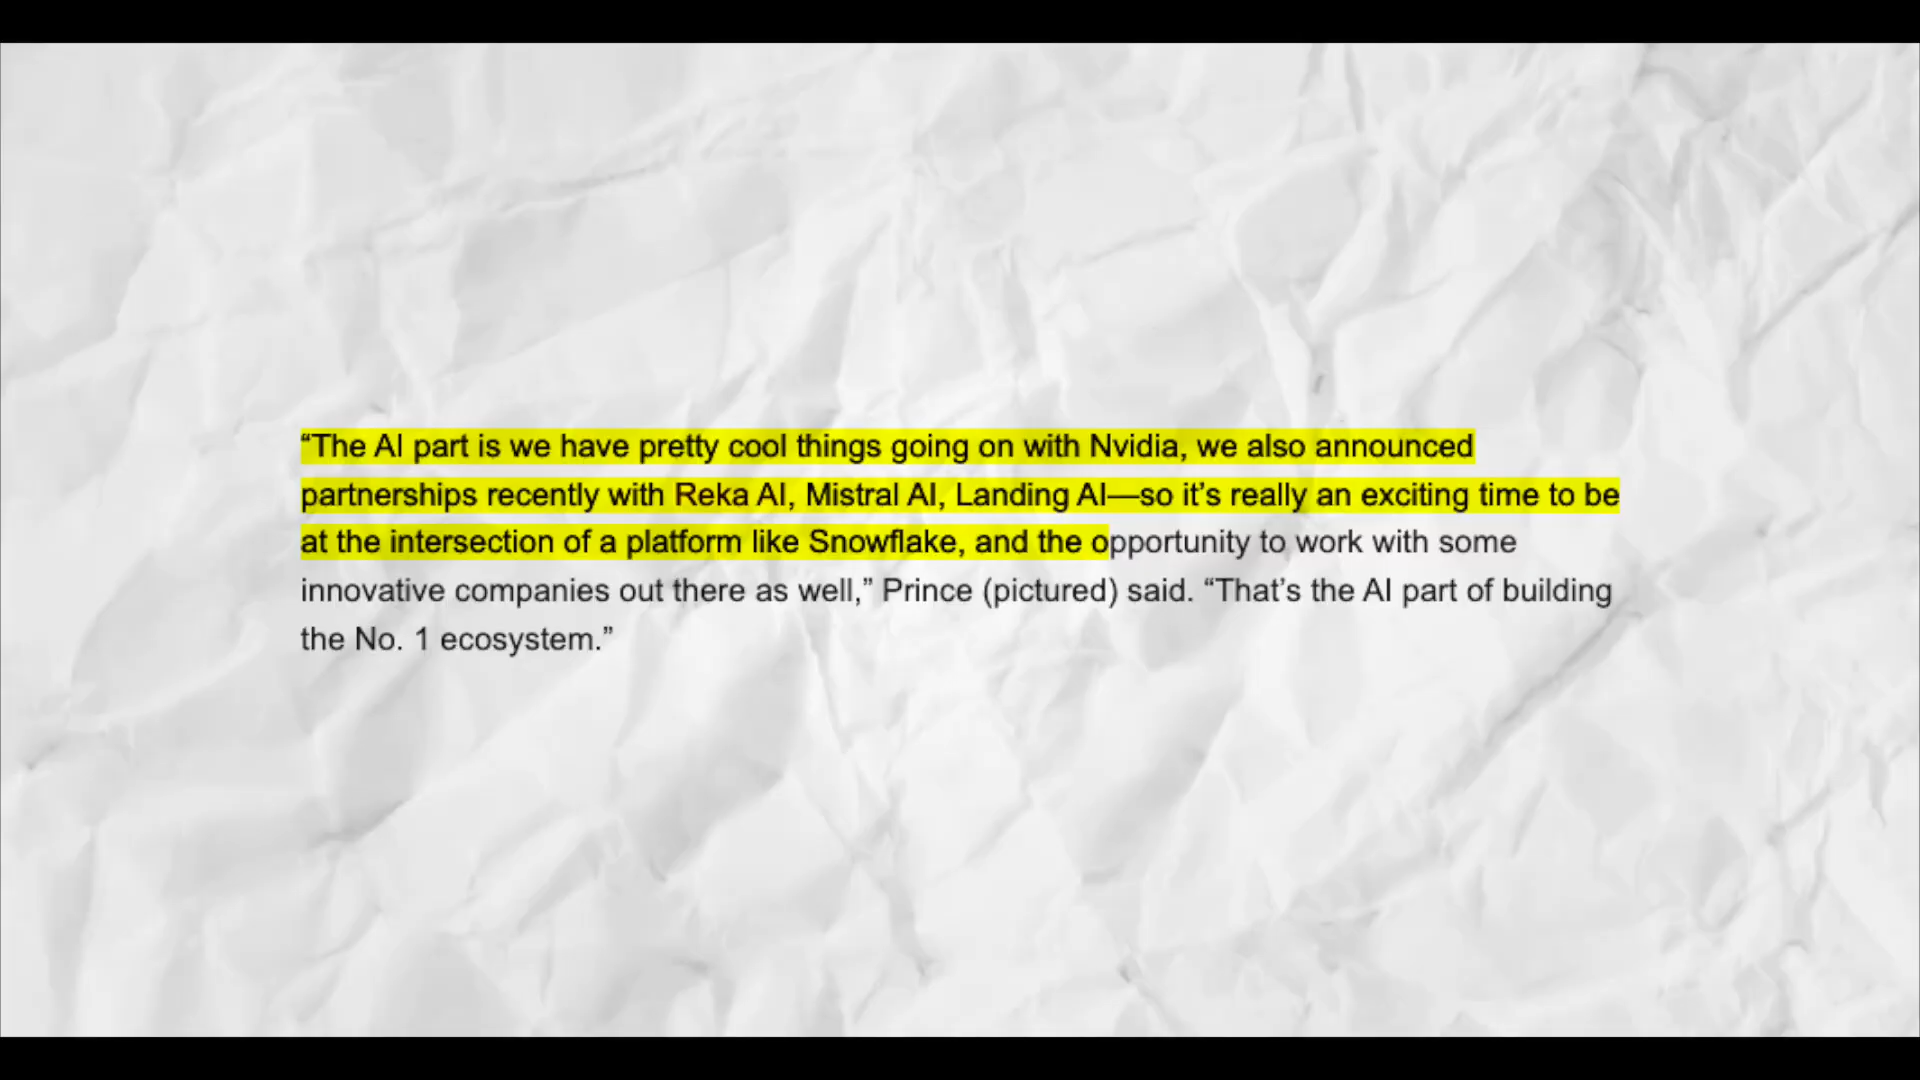 “The AI part is we have pretty cool things going on with Nvidia, we also announced
partnerships recently with Reka AI, Mistral AI, Landing AI—so it’s really an exciting time to be
at the intersection of a platform like Snowflake, and the opportunity to work with some
innovative companies out there as well,” Prince (pictured) said. “That’s the AI part of building
the No. 1 ecosystem.”